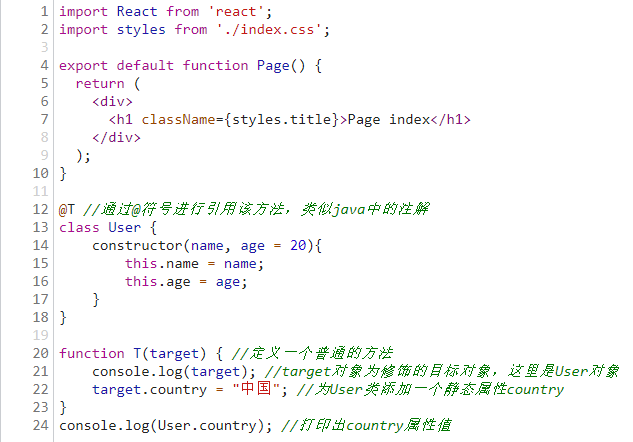 1 import React from 'react';
2 import styles from './index.css';
3
4 export default function Page() {
5   return (
6     <div>
7       <h1 className={styles.title}>Page index</h1>
8     </div>
9   );
10 }
11
12 @T //通过@符号进行引用该方法，类似java中的注解
13 class User {
14     constructor(name, age = 20){
15         this.name = name;
16         this.age = age;
17     }
18 }
19
20 function T(target) { //定义一个普通的方法
21     console.log(target); //target对象为修饰的目标对象，这里是User对象
22     target.country = "中国"; //为User类添加一个静态属性country
23 }
24 console.log(User.country); //打印出country属性值